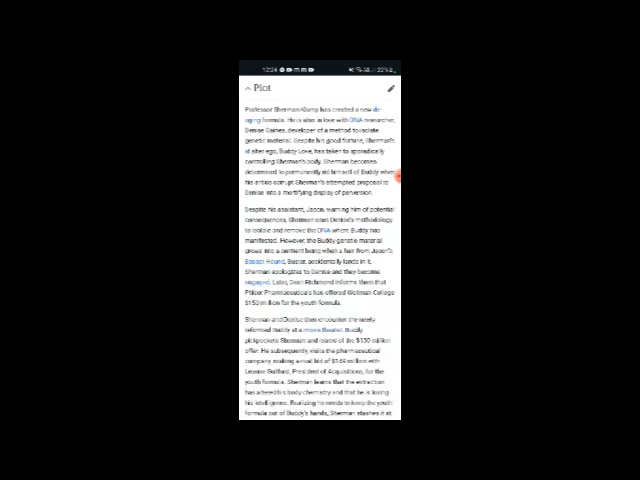 12:24
Plot
Professor Sherman Klump has created a new de-
aging formula. He is also in love with DNA researcher,
Denise Gaines, developer of a method to isolate
genetic material. Despite his good fortune, Sherman's
id alter ego, Buddy Love, has taken to sporadically
controlling Sherman's body. Sherman becomes
determined to permanently rid himself of Buddy when
his antics corrupt Sherman's attempted proposal to
Denise into a mortifying display of perversion.
Despite his assistant, Jason, warning him of potential
consequences, Sherman uses Denise's methodology
to isolate and remove the DNA where Buddy has
manifested. However, the Buddy genetic material
grows into a sentient being when a hair from Jason's
Basset Hound, Buster, accidentally lands in it.
Sherman apologizes to Denise and they become
engaged. Later, Dean Richmond informs them that
Phleer Pharmaceuticals has offered Wellman College
$150 million for the youth formula.
Sherman and Denise then encounter the newly
reformed Buddy at a movie theater. Buddy
pickpockets Sherman and learns of the $150 million
offer. He subsequently visits the pharmaceutical
company, making a rival bid of $149 million with
Leanne Guilford, President of Acquisitions, for the
youth formula. Sherman learns that the extraction
has altered his body chemistry and that he is losing
his intelligence. Realizing he needs to keep the youth
formula out of Buddy's hands, Sherman stashes it at